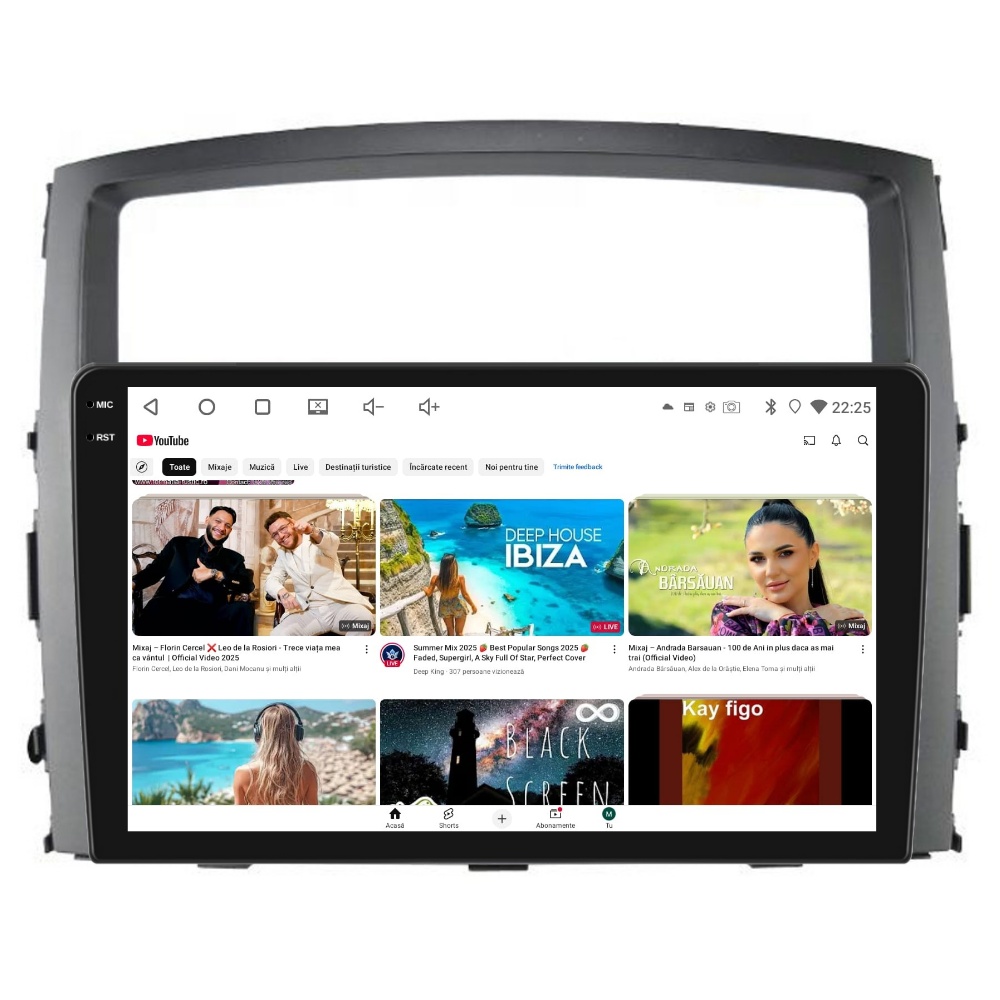 MIC
RST
22:25
YouTube
Toate
Mixaje
Muzică
Live
Destinații turistice
Încărcate recent
Noi pentru tine
Trimite feedback
Mixaj
DEEP HOUSE
IBIZA
LIVE
ANDRADA
BÂRSĂUAN
Mixaj
Mixaj – Florin Cercel ❌ Leo de la Rosiori - Trece viața mea
ca vântul | Official Video 2025
Florin Cercel, Leo de la Rosiori, Dani Mocanu și mulți alții
LIVE
Summer Mix 2025 🍓 Best Popular Songs 2025 🍓
Faded, Supergirl, A Sky Full Of Star, Perfect Cover
Deep King · 307 persoane vizionează
Mixaj – Andrada Barsauan - 100 de Ani in plus daca as mai
trai (Official Video)
Andrada Bârsăuan, Alex de la Orăștie, Elena Toma și mulți alții
BLACK
SCREEN
Kay figo
Acasă
Shorts
Abonamente
M
Tu